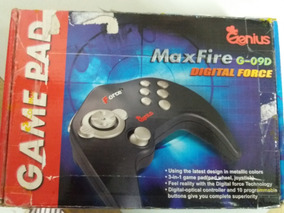 GAME PAD
Genius
MaxFire G-09D
DIGITAL FORCE
• Using the latest design in metallic colors
• 3-in-1 game pad(pad, wheel, joystick)
• Feel reality with the Digital force Technology
Digital-optical controller and 10 programmable
buttons give you complete superiority